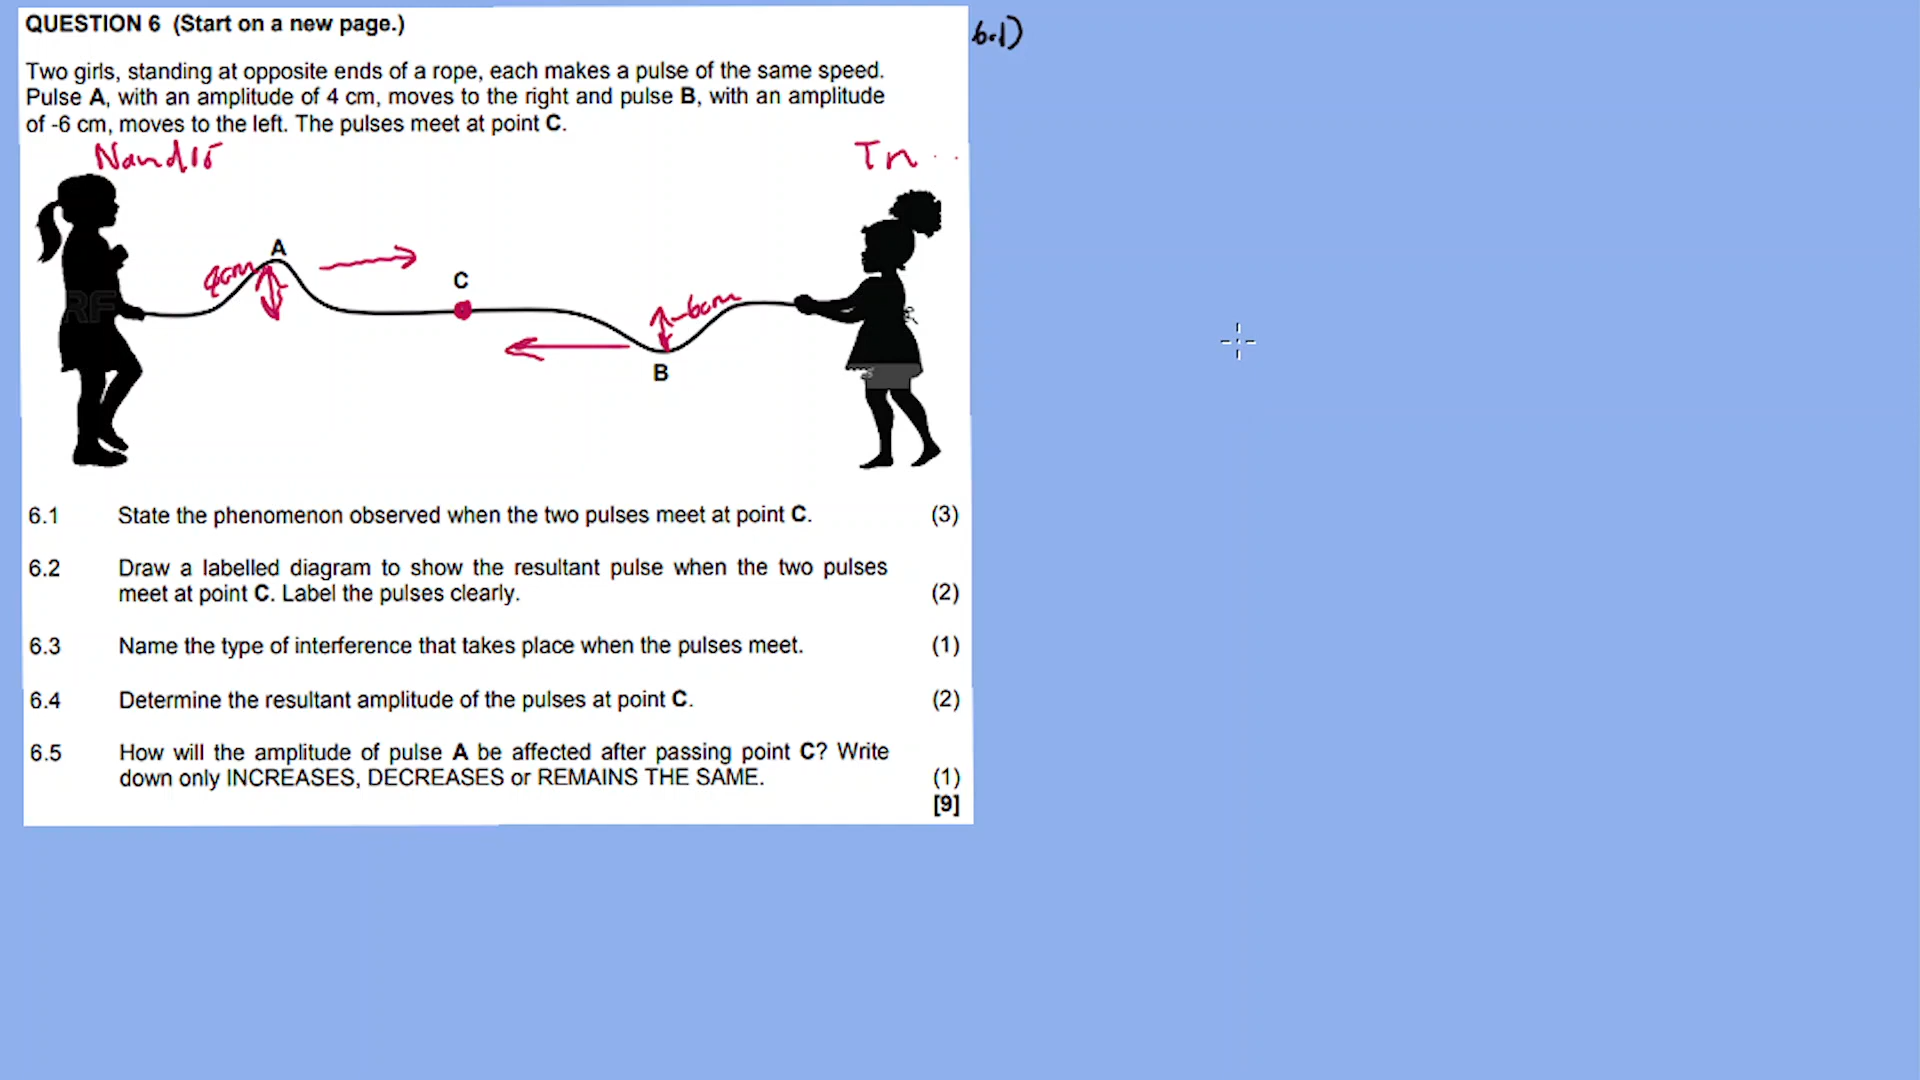 QUESTION 6 (Start on a new page.)
6.1)
Two girls, standing at opposite ends of a rope, each makes a pulse of the same speed.
Pulse A, with an amplitude of 4 cm, moves to the right and pulse B, with an amplitude
of -6 cm, moves to the left. The pulses meet at point C.
Tn
A
4cm
C
-6cm
RF
B
6.1 State the phenomenon observed when the two pulses meet at point C. (3)
6.2 Draw a labelled diagram to show the resultant pulse when the two pulses
meet at point C. Label the pulses clearly. (2)
6.3 Name the type of interference that takes place when the pulses meet. (1)
6.4 Determine the resultant amplitude of the pulses at point C. (2)
6.5 How will the amplitude of pulse A be affected after passing point C? Write
down only INCREASES, DECREASES or REMAINS THE SAME. (1)
[9]